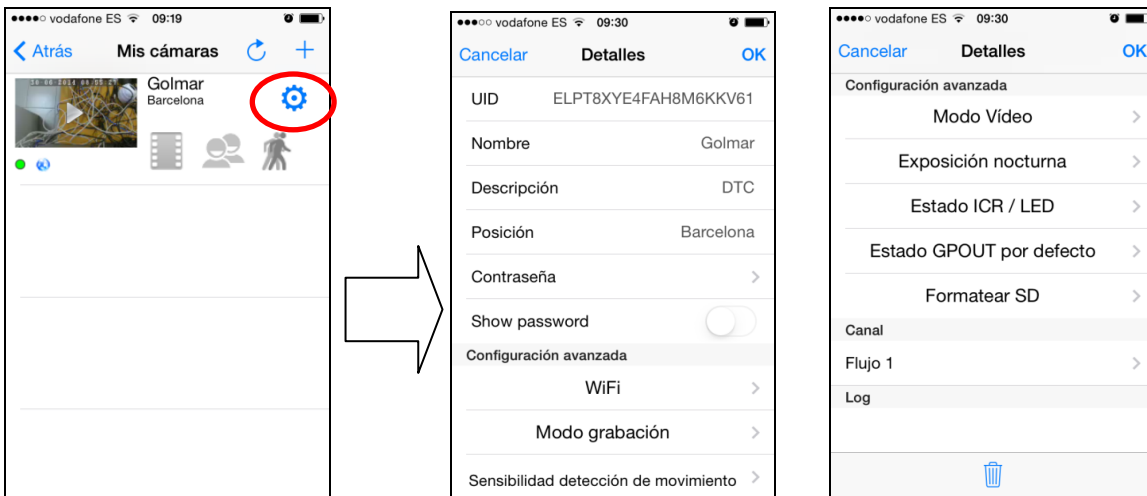 vodafone ES 09:19
Atrás Mis cámaras
Golmar
Barcelona
vodafone ES 09:30
Cancelar Detalles OK
UID ELPT8XYE4FAH8M6KKV61
Nombre Golmar
Descripción DTC
Posición Barcelona
Contraseña
Show password
Configuración avanzada
WiFi
Modo grabación
Sensibilidad detección de movimiento
vodafone ES 09:30
Cancelar Detalles OK
Configuración avanzada
Modo Vídeo
Exposición nocturna
Estado ICR / LED
Estado GPOUT por defecto
Formatear SD
Canal
Flujo 1
Log